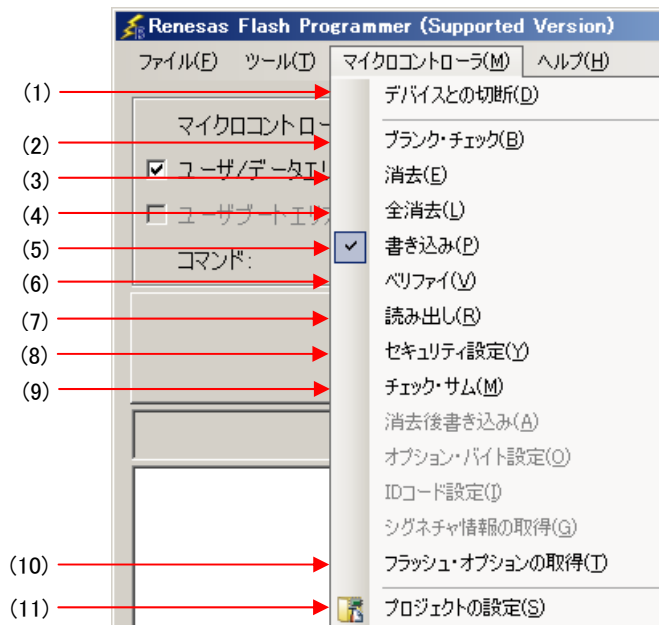 Renesas Flash Programmer (Supported Version)
ファイル(F) ツール(T) マイクロコントローラ(M) ヘルプ(H)
(1) デバイスとの切断(D)
マイクロコントロー
(2) ブランク・チェック(B)
(3) ユーザ/データエリ 消去(E)
(4) ユーザブートエリア 全消去(L)
(5) 書き込み(P)
コマンド:
(6) ベリファイ(V)
(7) 読み出し(R)
(8) セキュリティ設定(Y)
(9) チェック・サム(M)
消去後書き込み(A)
オプション・バイト設定(O)
IDコード設定(I)
シグネチャ情報の取得(G)
(10) フラッシュ・オプションの取得(T)
(11) プロジェクトの設定(S)